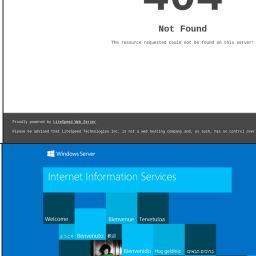 404
Not Found
The resource requested could not be found on this server!
Proudly powered by LiteSpeed Web Server
Please be advised that LiteSpeed Technologies Inc. is not a web hosting company and, as such, has no control over
Windows Server
Internet Information Services
Welcome
Bienvenue
Tervetuloa
ようこそ
Benvenuto
歡迎
Bienvenido
Hoş geldiniz
ברוכים הבאים